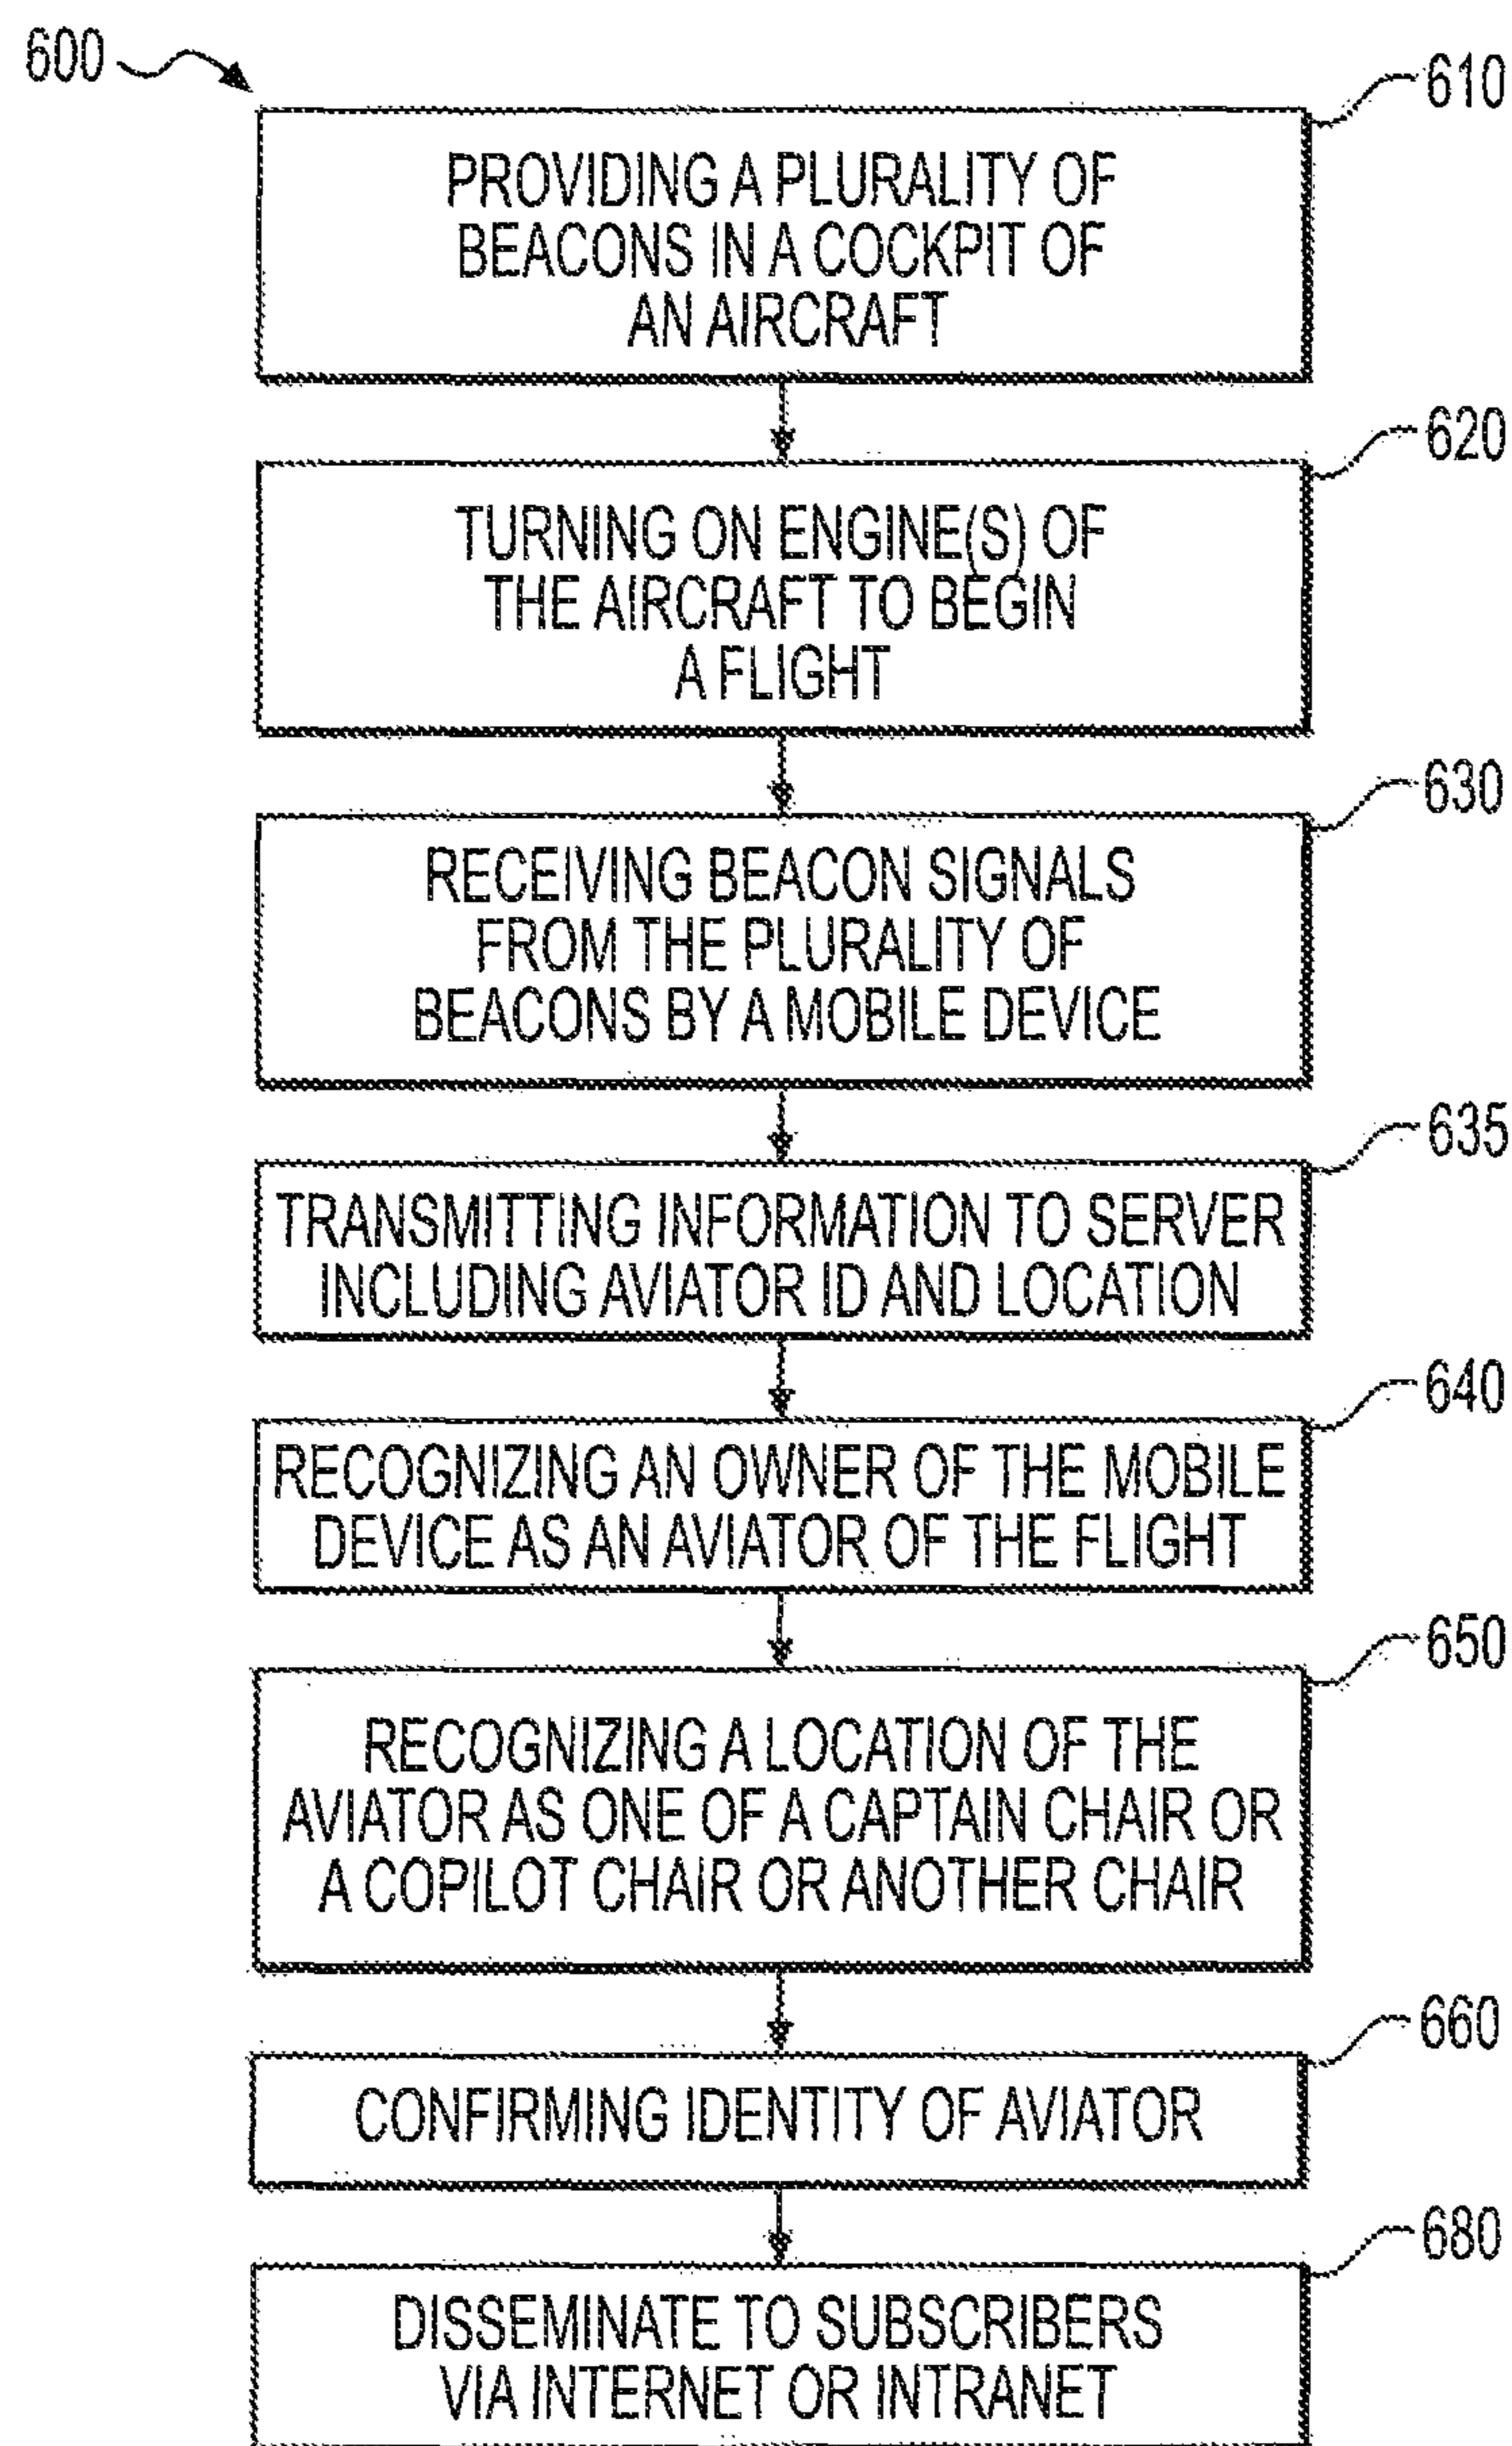 600
610
PROVIDING A PLURALITY OF
BEACONS IN A COCKPIT OF
AN AIRCRAFT
620
TURNING ON ENGINE(S) OF
THE AIRCRAFT TO BEGIN
A FLIGHT
630
RECEIVING BEACON SIGNALS
FROM THE PLURALITY OF
BEACONS BY A MOBILE DEVICE
635
TRANSMITTING INFORMATION TO SERVER
INCLUDING AVIATOR ID AND LOCATION
640
RECOGNIZING AN OWNER OF THE MOBILE
DEVICE AS AN AVIATOR OF THE FLIGHT
650
RECOGNIZING A LOCATION OF THE
AVIATOR AS ONE OF A CAPTAIN CHAIR OR
A COPILOT CHAIR OR ANOTHER CHAIR
660
CONFIRMING IDENTITY OF AVIATOR
680
DISSEMINATE TO SUBSCRIBERS
VIA INTERNET OR INTRANET